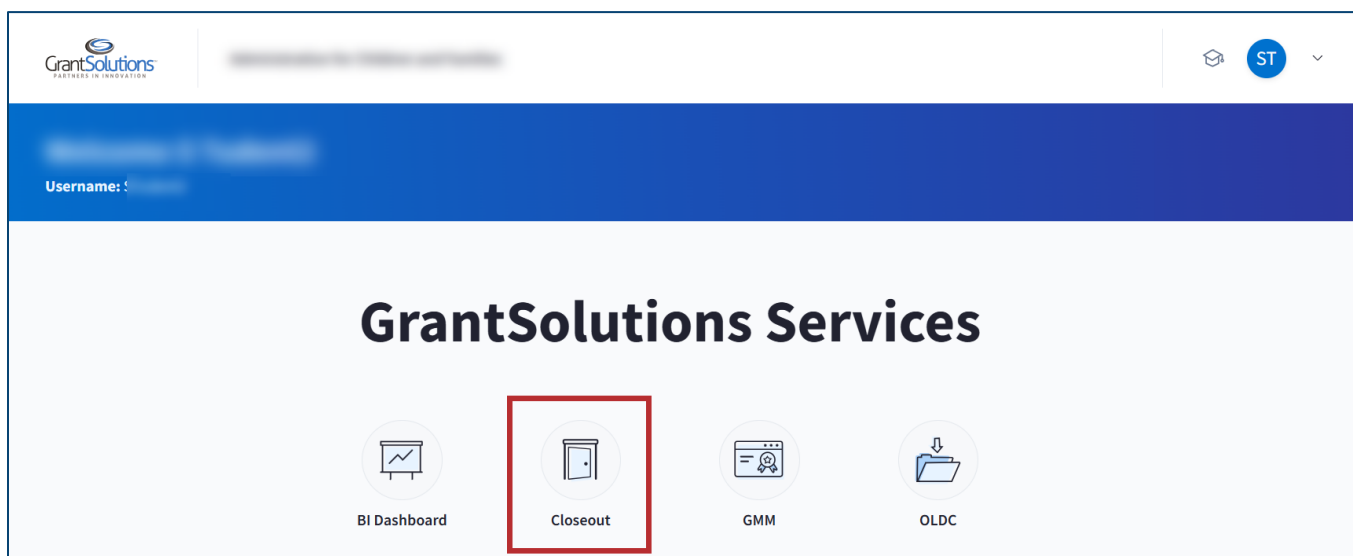 GrantSolutions
PARTNERS IN INNOVATION
ST
Username:
GrantSolutions Services
BI Dashboard
Closeout
GMM
OLDC